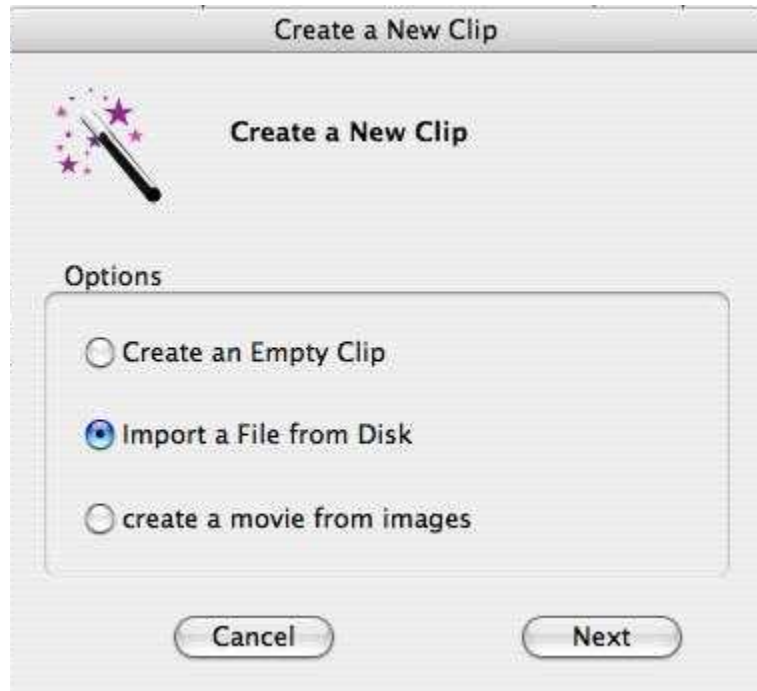 Create a New Clip
Create a New Clip
Options
Create an Empty Clip
Import a File from Disk
create a movie from images
Cancel
Next